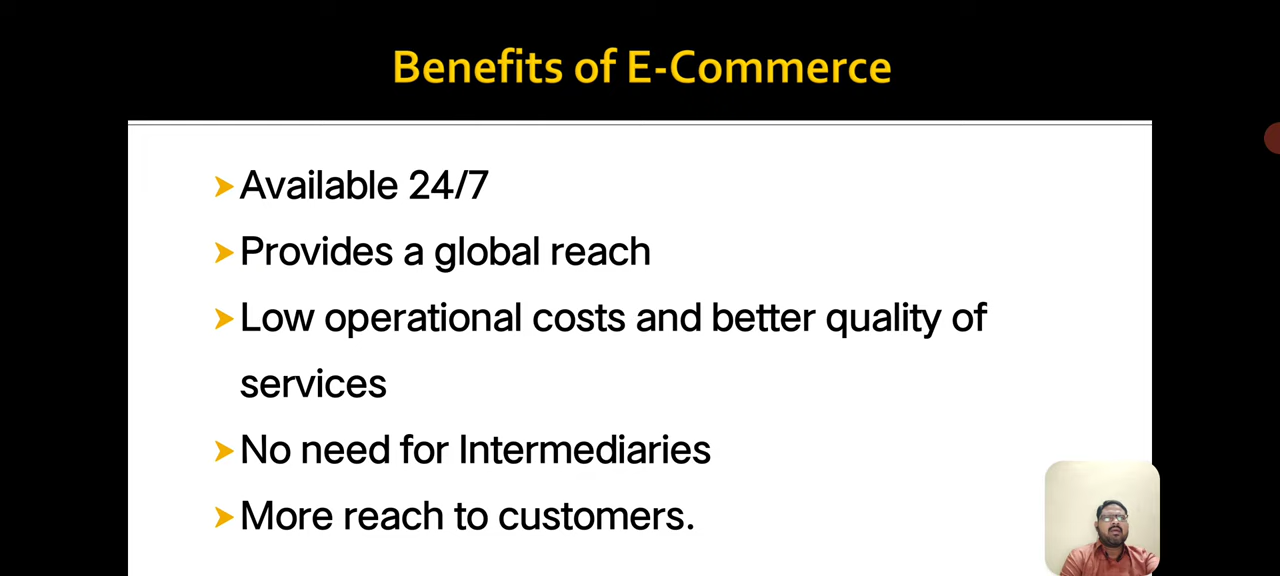 Benefits of E-Commerce
Available 24/7
Provides a global reach
Low operational costs and better quality of
services
No need for Intermediaries
More reach to customers.